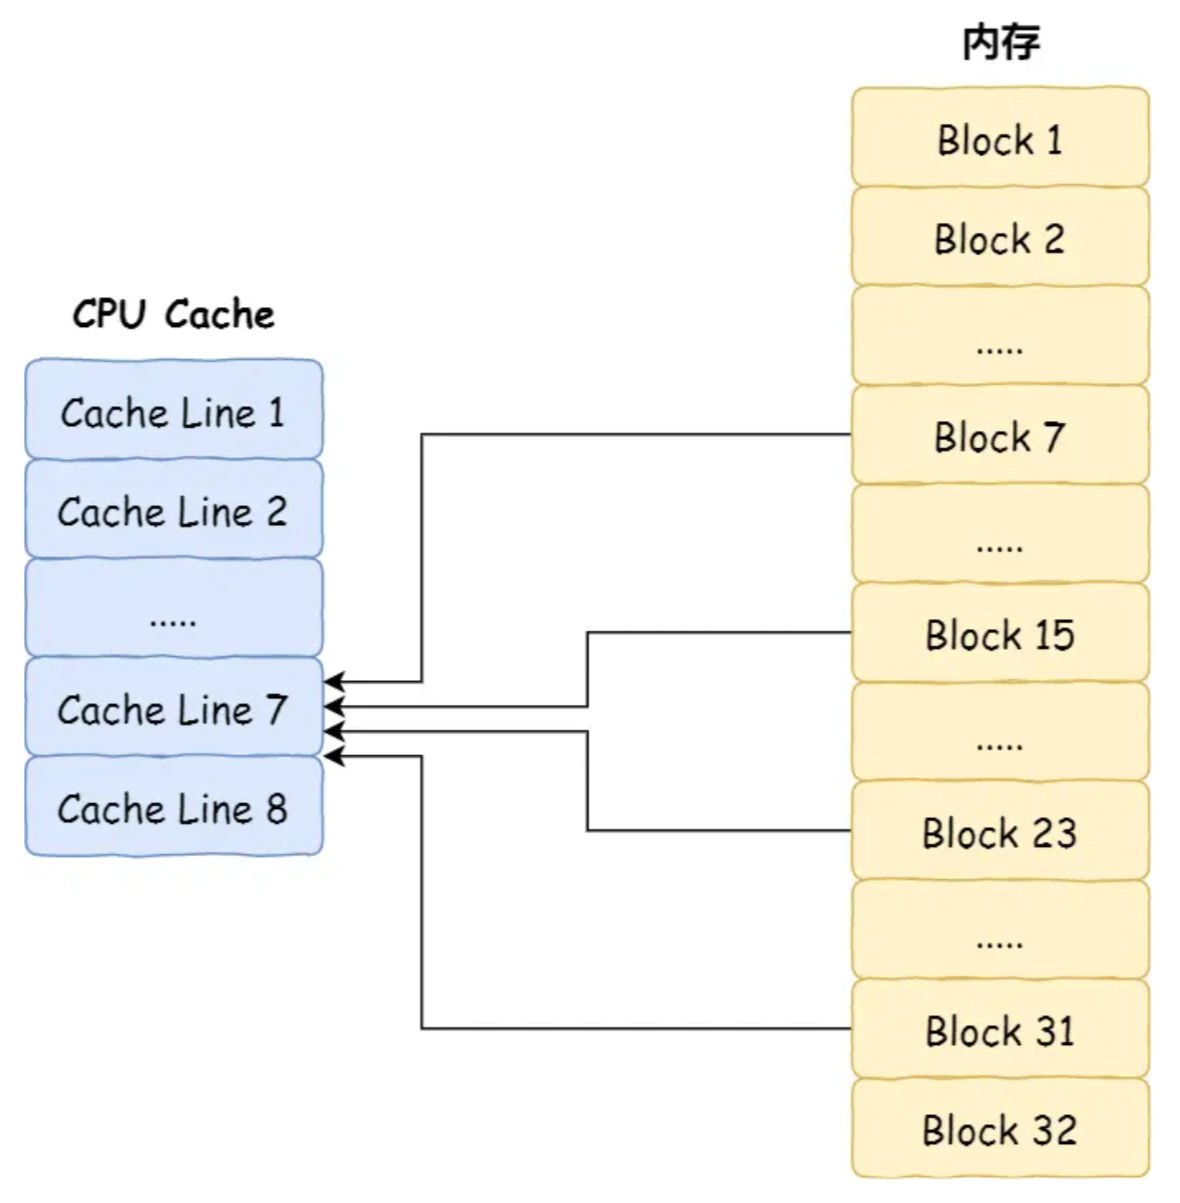 CPU Cache
Cache Line 1
Cache Line 2
.....
Cache Line 7
Cache Line 8
内存
Block 1
Block 2
.....
Block 7
.....
Block 15
.....
Block 23
.....
Block 31
Block 32